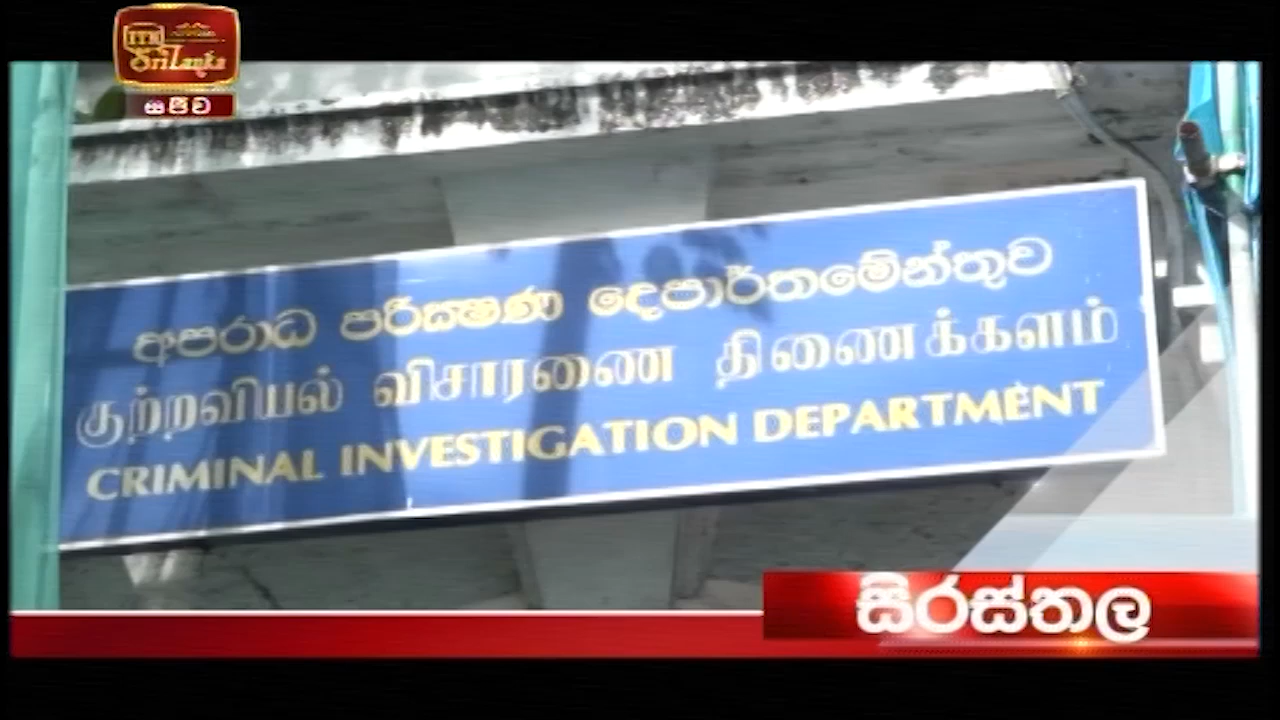 ITN
Sri Lanka
සජීව
අපරාධ පරීක්ෂණ දෙපාර්තමේන්තුව
குற்றவியல் விசாரணை திணைக்களம்
CRIMINAL INVESTIGATION DEPARTMENT
සිරස්තල